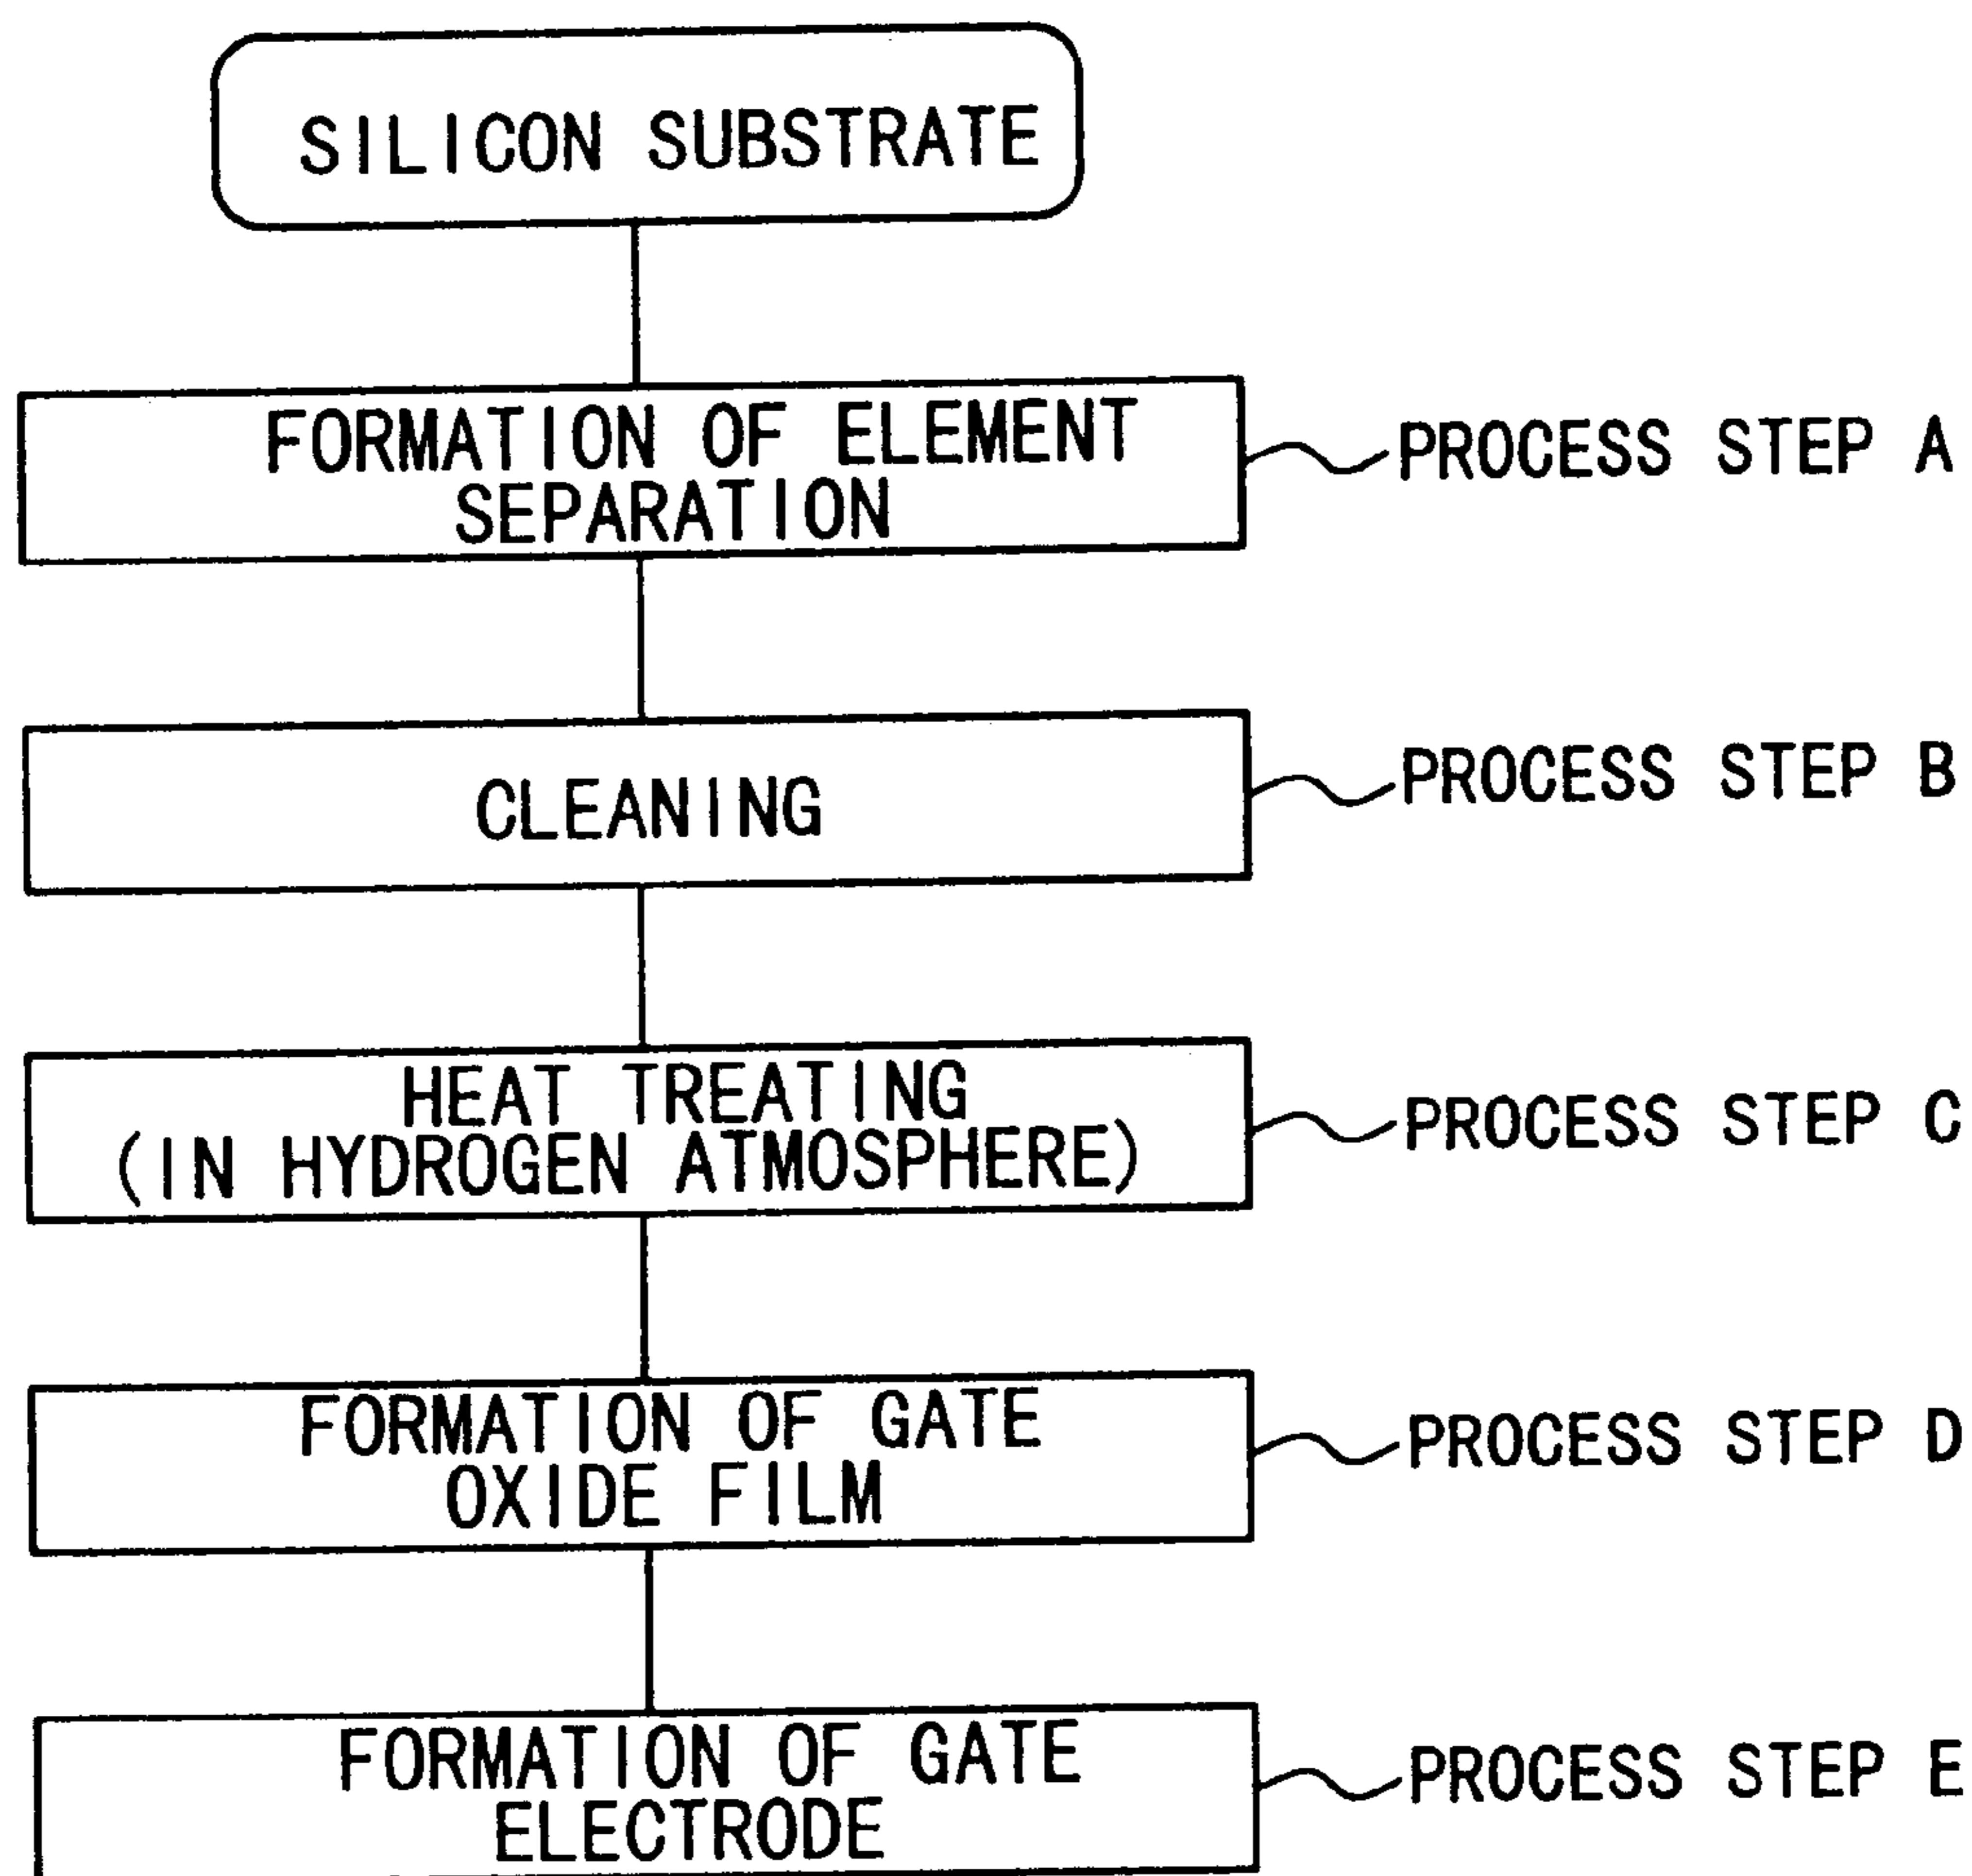 SILICON SUBSTRATE
FORMATION OF ELEMENT
SEPARATION
PROCESS STEP A
CLEANING
PROCESS STEP B
HEAT TREATING
(IN HYDROGEN ATMOSPHERE)
PROCESS STEP C
FORMATION OF GATE
OXIDE FILM
PROCESS STEP D
FORMATION OF GATE
ELECTRODE
PROCESS STEP E